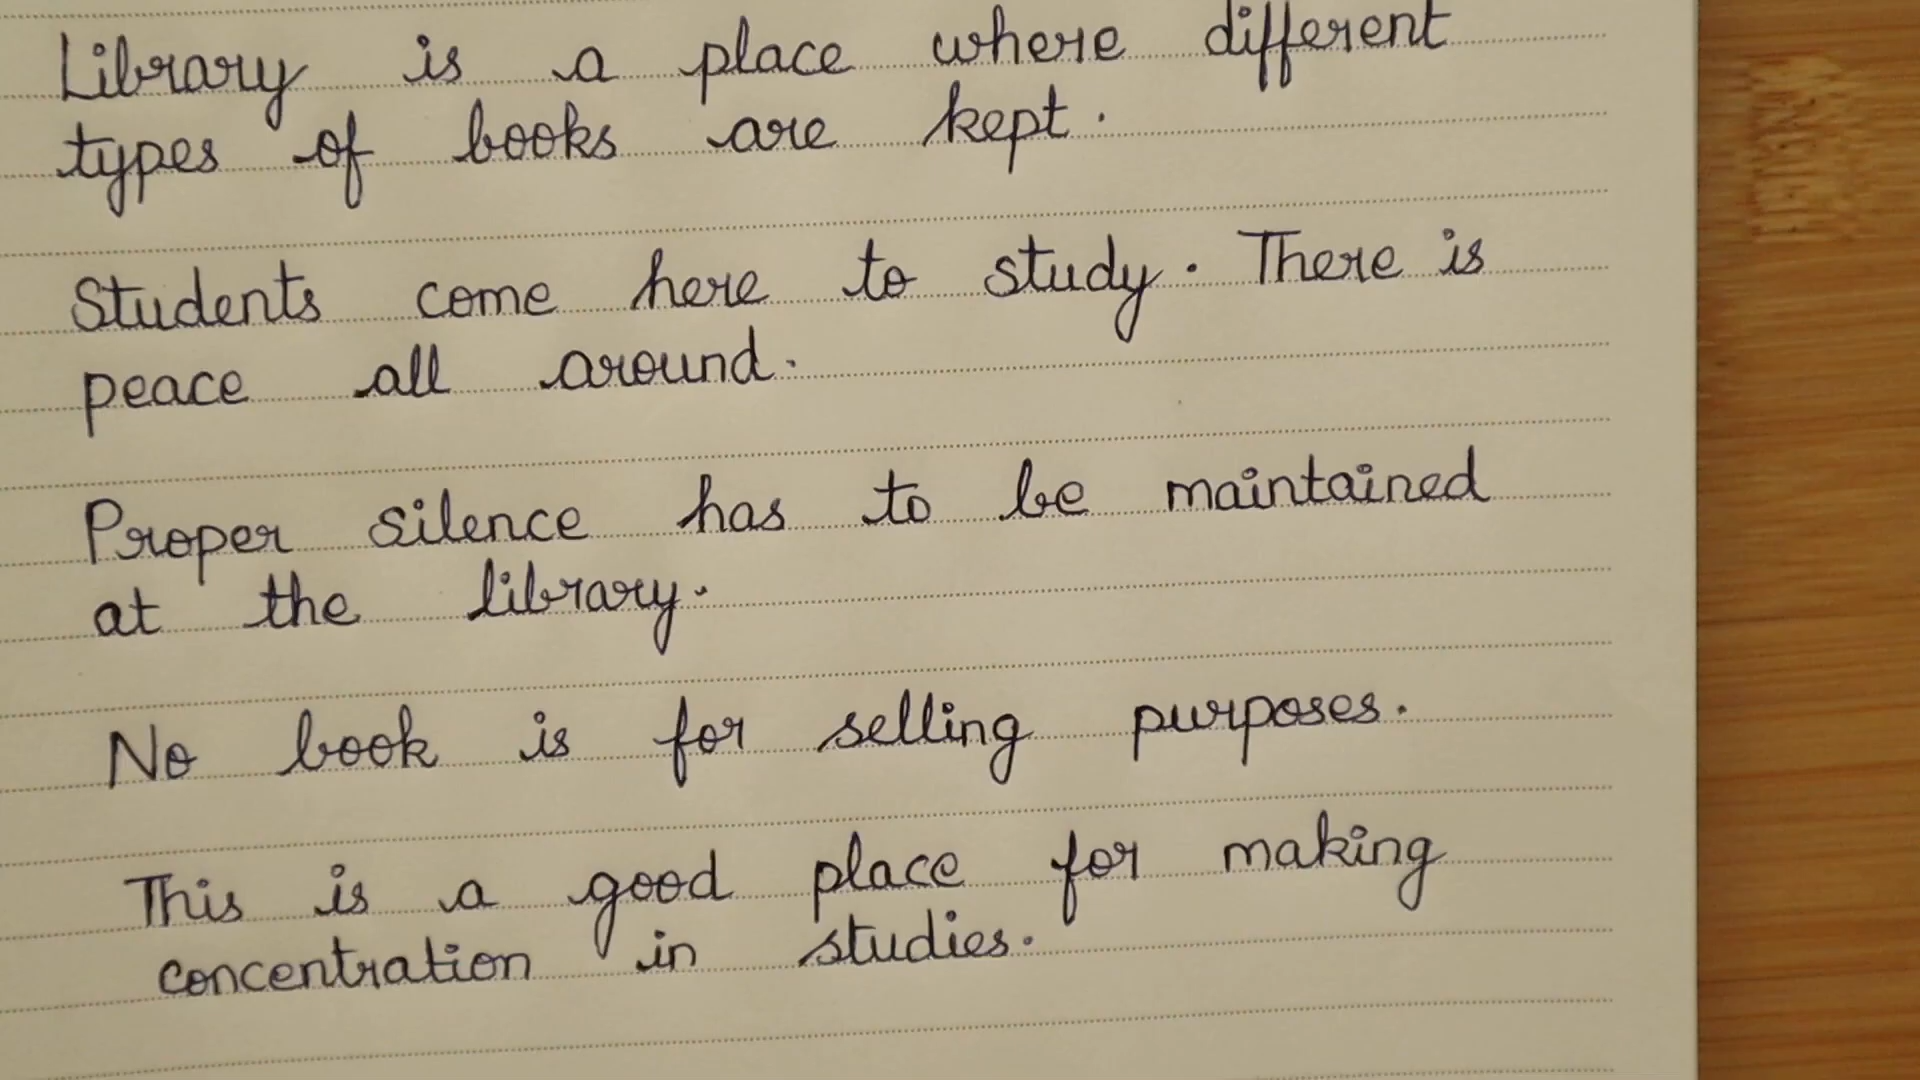 Library is a place where different
types of books are kept.
Students come here to study. There is
peace all around.
Proper silence has to be maintained
at the library.
No book is for selling purposes.
This is a good place for making
concentration in studies.